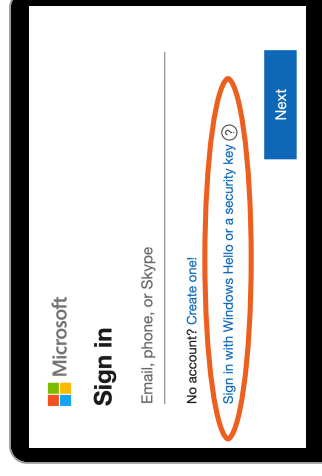 Microsoft
Sign in
Email, phone, or Skype
No account? Create one!
Sign in with Windows Hello or a security key ?
Next